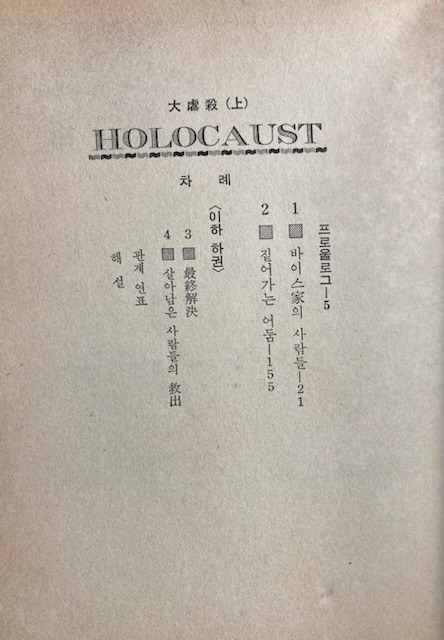 大虐殺 (上)
HOLOCAUST
차 례
프로울로그—5
1 바이스家의 사람들—21
2 짙어가는 어둠—155
〈이하 하권〉
3 最終解決
4 살아남은 사람들의 救出
관계 연표
해 설